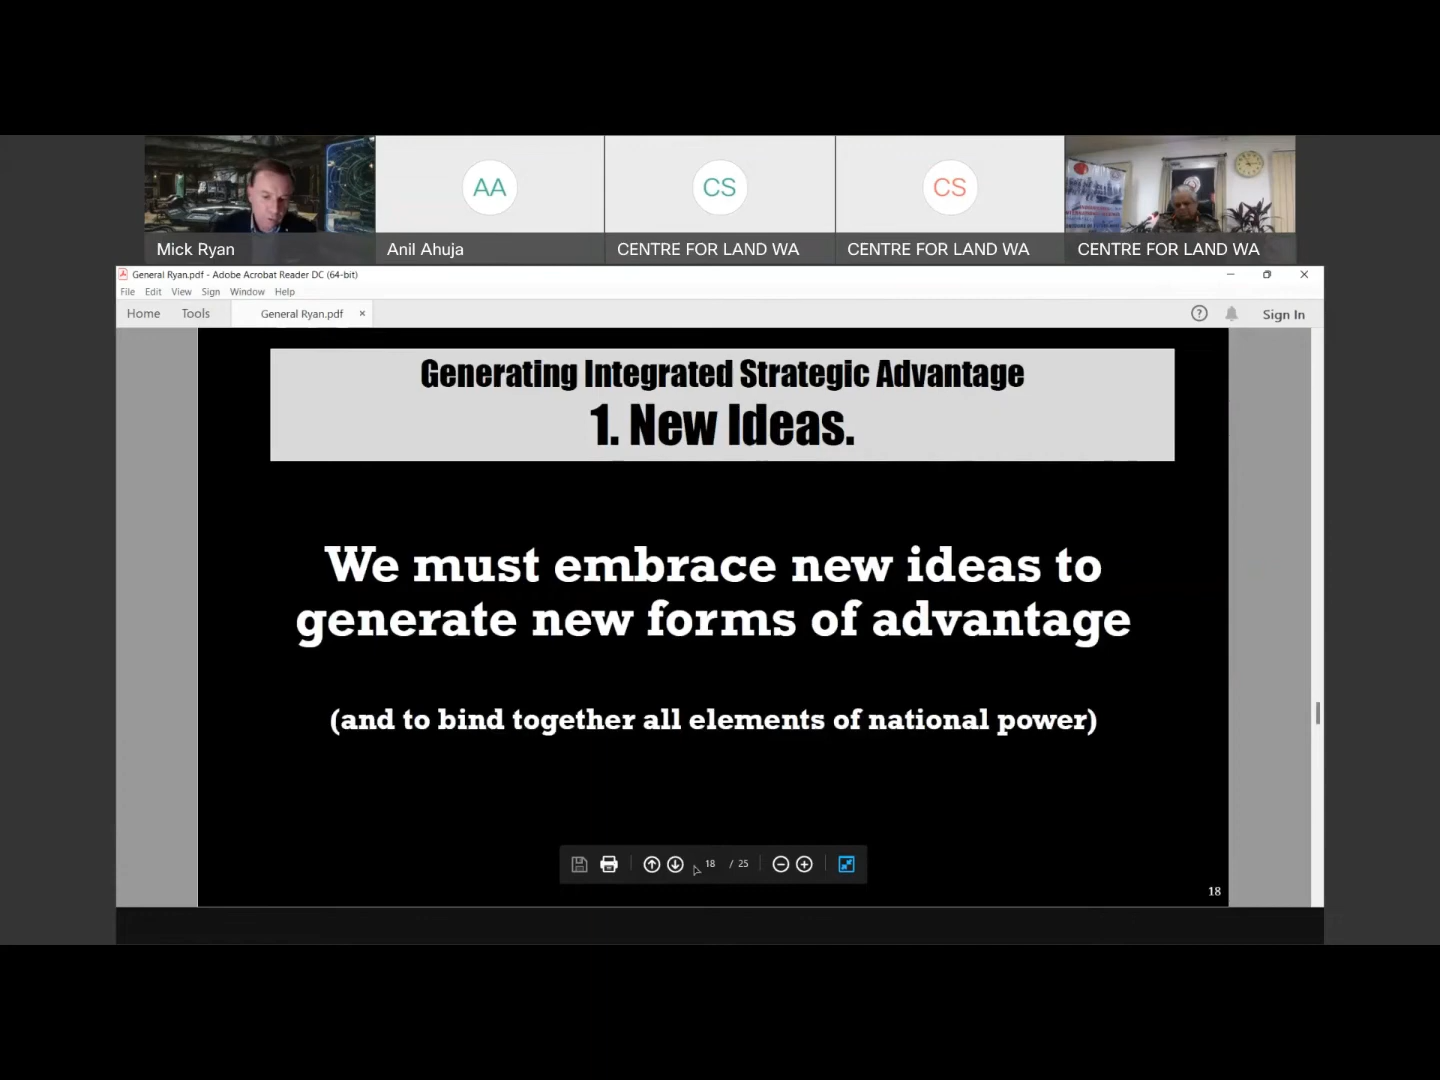 AA
CS
CS
Mick Ryan
Anil Ahuja
CENTRE FOR LAND WA
CENTRE FOR LAND WA
CENTRE FOR LAND WA
General Ryan.pdf - Adobe Acrobat Reader DC (64-bit)
File Edit View Sign Window Help
Home Tools General Ryan.pdf × Sign In
Generating Integrated Strategic Advantage
1. New Ideas.
We must embrace new ideas to
generate new forms of advantage
(and to bind together all elements of national power)
18 / 25
18